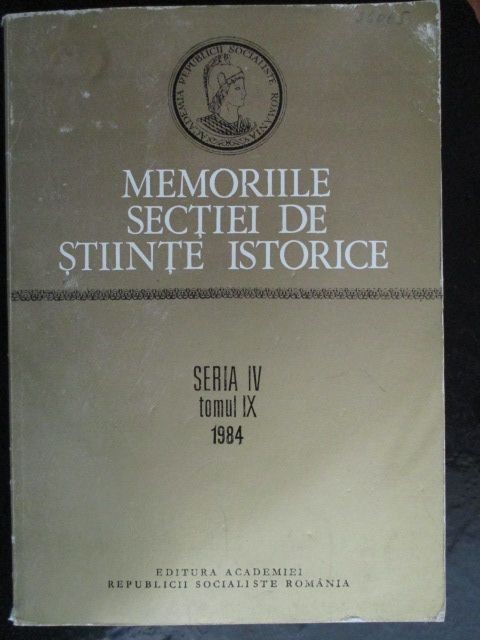 ACADEMIA REPUBLICII SOCIALISTE ROMÂNIA
MEMORIILE
SECȚIEI DE
ȘTIINȚE ISTORICE
SERIA IV
tomul IX
1984
EDITURA ACADEMIEI
REPUBLICII SOCIALISTE ROMÂNIA